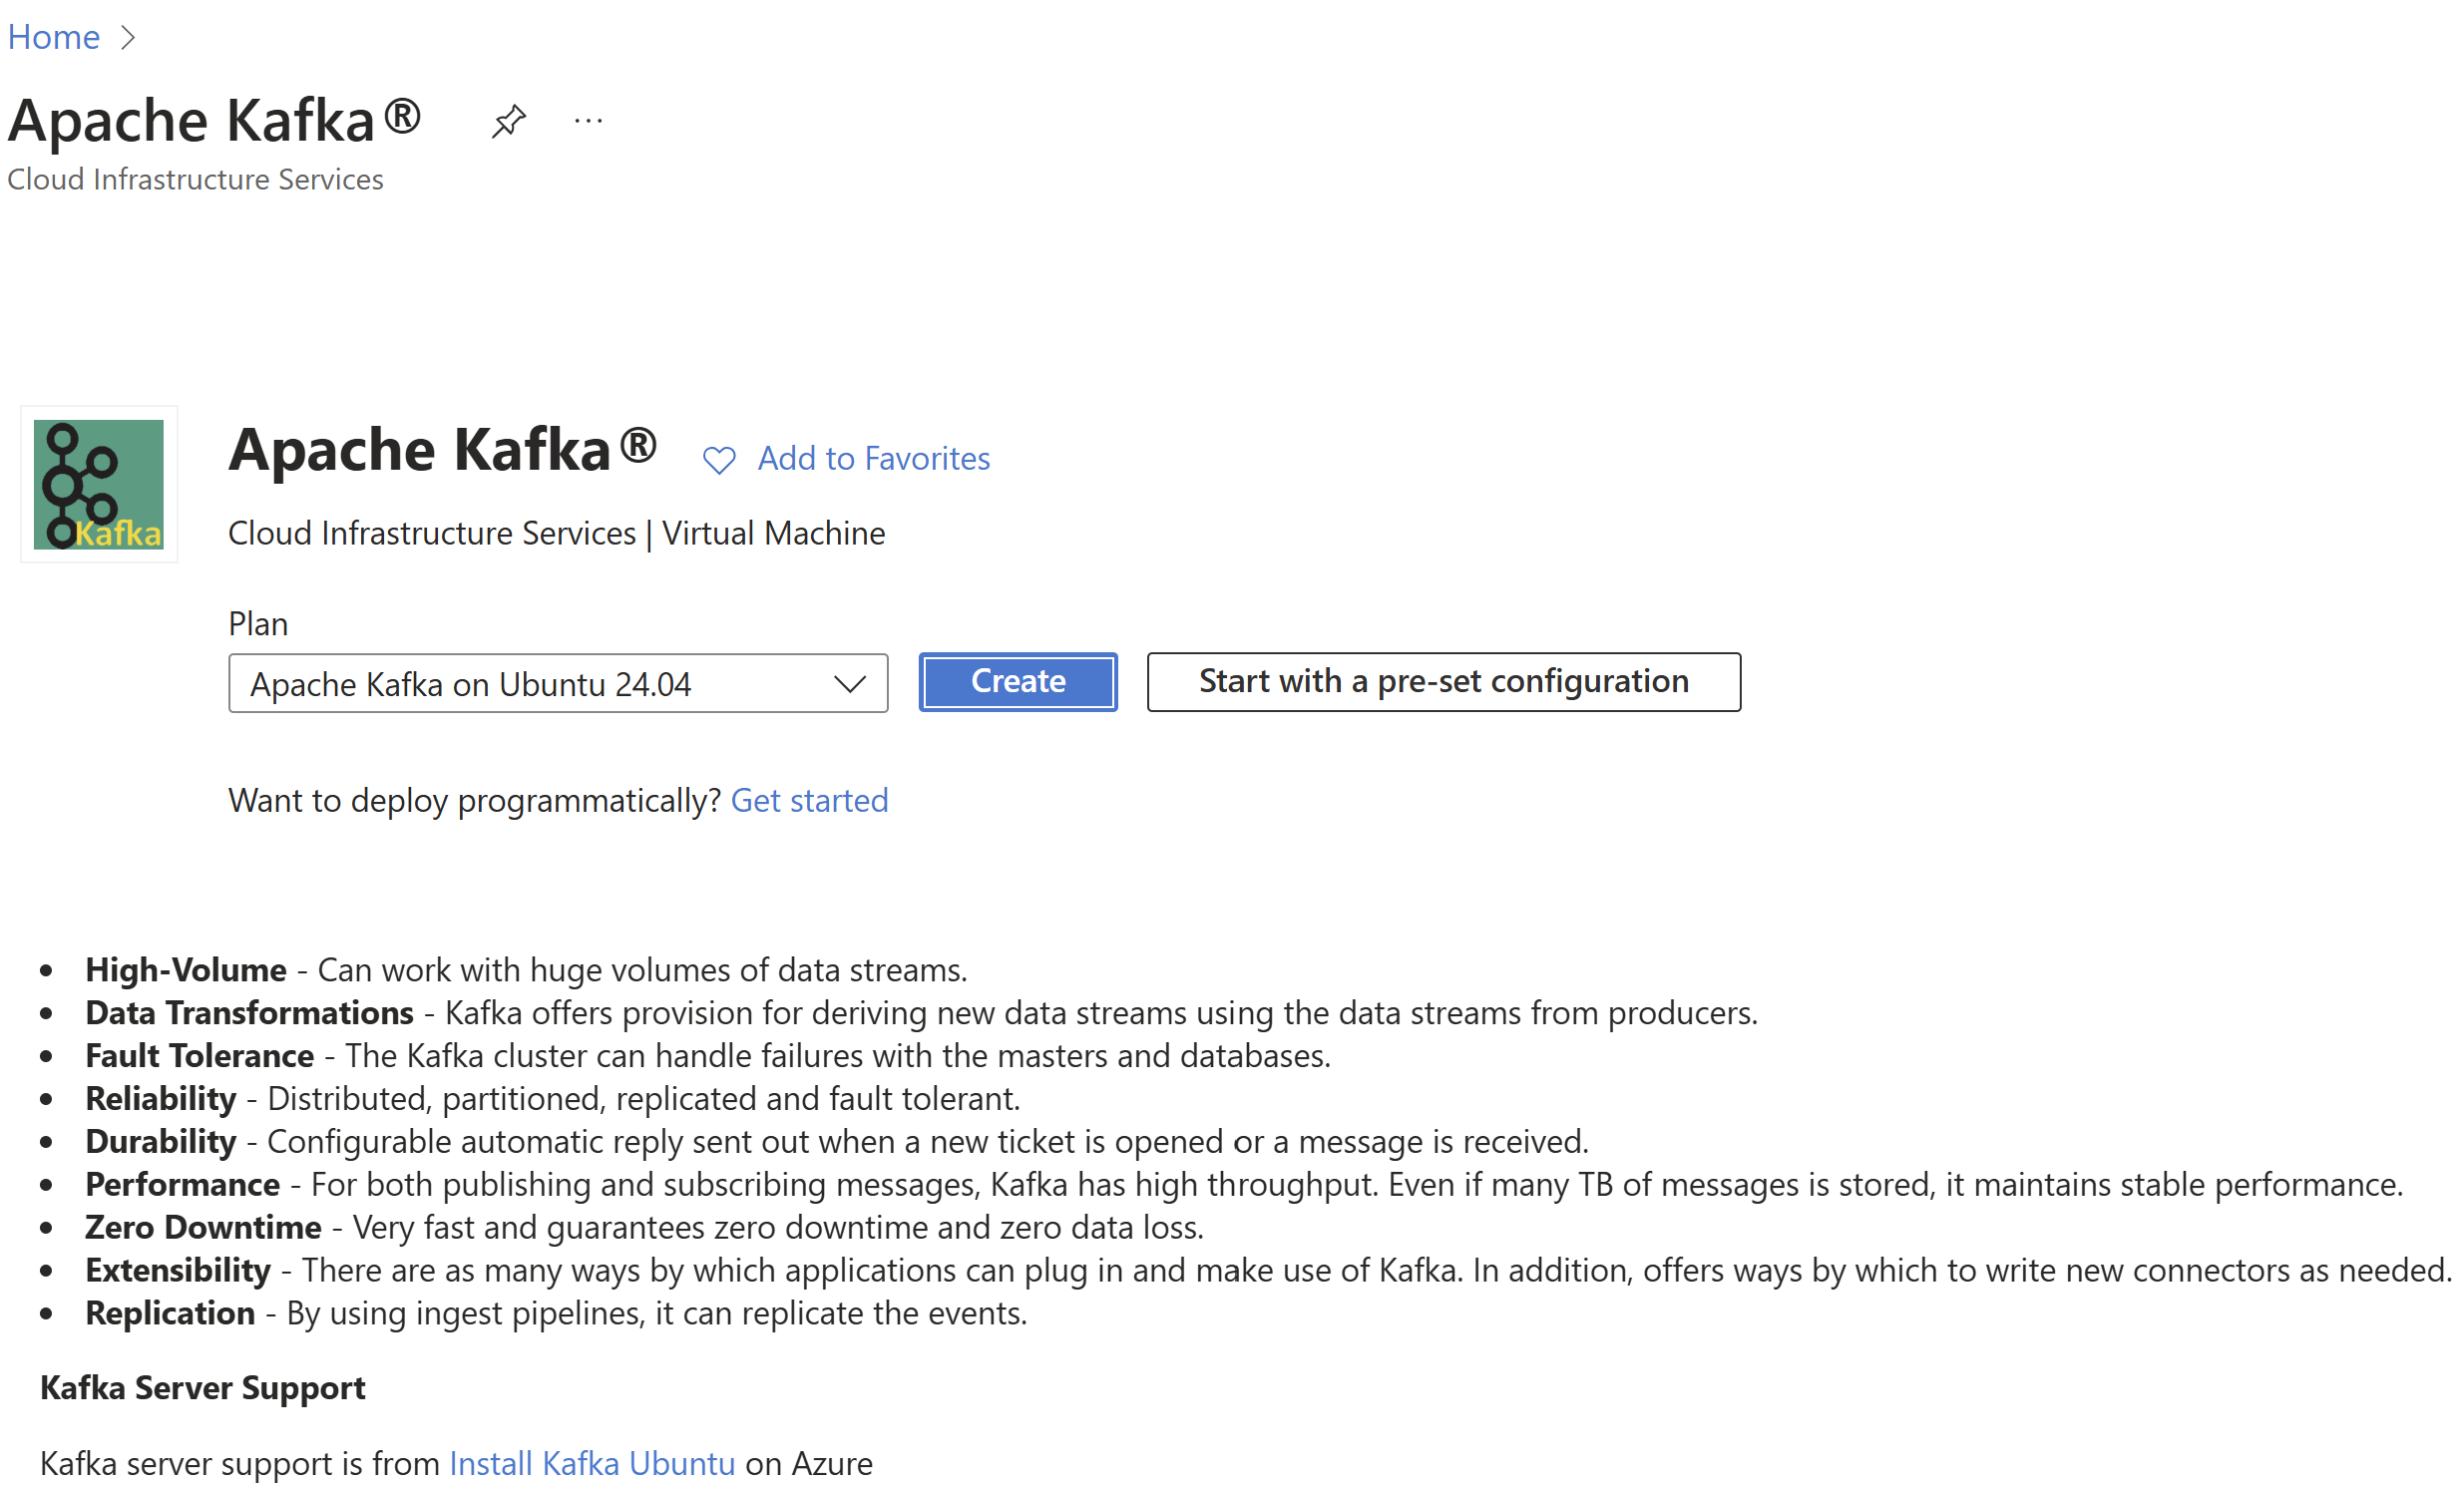 Home
Apache Kafka® ...
Cloud Infrastructure Services
Kafka
Apache Kafka® Add to Favorites
Cloud Infrastructure Services | Virtual Machine
Plan
Apache Kafka on Ubuntu 24.04 Create Start with a pre-set configuration
Want to deploy programmatically? Get started
• High-Volume - Can work with huge volumes of data streams.
• Data Transformations - Kafka offers provision for deriving new data streams using the data streams from producers.
• Fault Tolerance - The Kafka cluster can handle failures with the masters and databases.
• Reliability - Distributed, partitioned, replicated and fault tolerant.
• Durability - Configurable automatic reply sent out when a new ticket is opened or a message is received.
• Performance - For both publishing and subscribing messages, Kafka has high throughput. Even if many TB of messages is stored, it maintains stable performance.
• Zero Downtime - Very fast and guarantees zero downtime and zero data loss.
• Extensibility - There are as many ways by which applications can plug in and make use of Kafka. In addition, offers ways by which to write new connectors as needed.
• Replication - By using ingest pipelines, it can replicate the events.
Kafka Server Support
Kafka server support is from Install Kafka Ubuntu on Azure